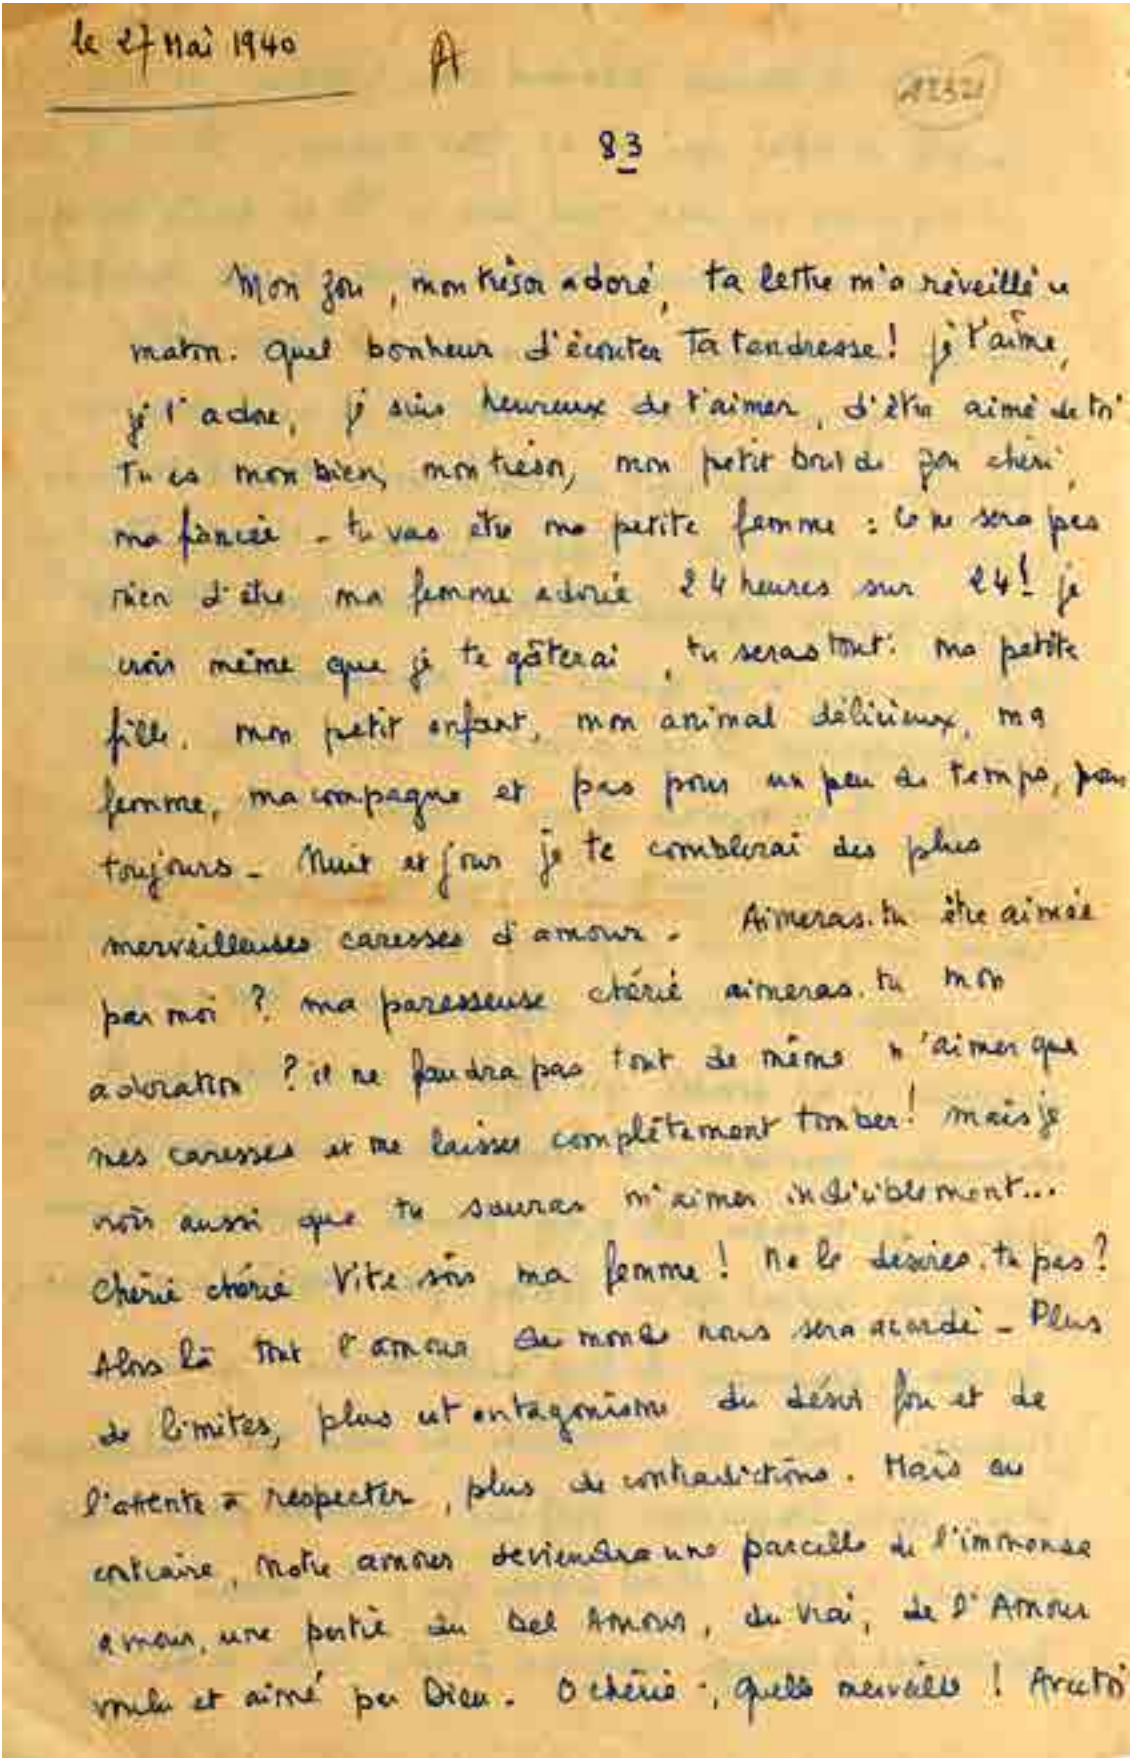 le 27 Mai 1940
A
83
Mon Zou, mon trésor adoré, ta lettre m'a réveillé ce
matin. Quel bonheur d'écouter ta tendresse! je t'aime,
je t'adore, je suis heureux de t'aimer, d'être aimé de toi
Tu es mon bien, mon trésor, mon petit bout de Zou chéri,
ma fiancée - tu vas être ma petite femme : ce ne sera pas
rien d'être ma femme adorée 24 heures sur 24! je
crois même que je te gâterai, tu seras tout: ma petite
fille, mon petit enfant, mon animal délicieux, ma
femme, ma compagne et pas pour un peu de temps, pour
toujours - Nuit et jour je te comblerai des plus
merveilleuses caresses d'amour - Aimeras-tu être aimée
par moi ? ma paresseuse chérie aimeras-tu mon
adoration ? il ne faudra pas tout de même n'aimer que
mes caresses et me laisser complètement tomber! mais je
crois aussi que tu sauras m'aimer indiciblement...
Chérie chérie Vite sois ma femme! Ne le désires-tu pas?
Alors là tout l'amour du monde nous sera acordé - Plus
de limites, plus cet antagonisme du désir fou et de
l'attente à respecter, plus de contradictions. Mais au
contraire, Notre amour deviendra une parcelle de l'immense
amour, une partie du bel Amour, du vrai, de l'Amour
voulu et aimé par Dieu - O chérie, quelle merveille ! Avec toi